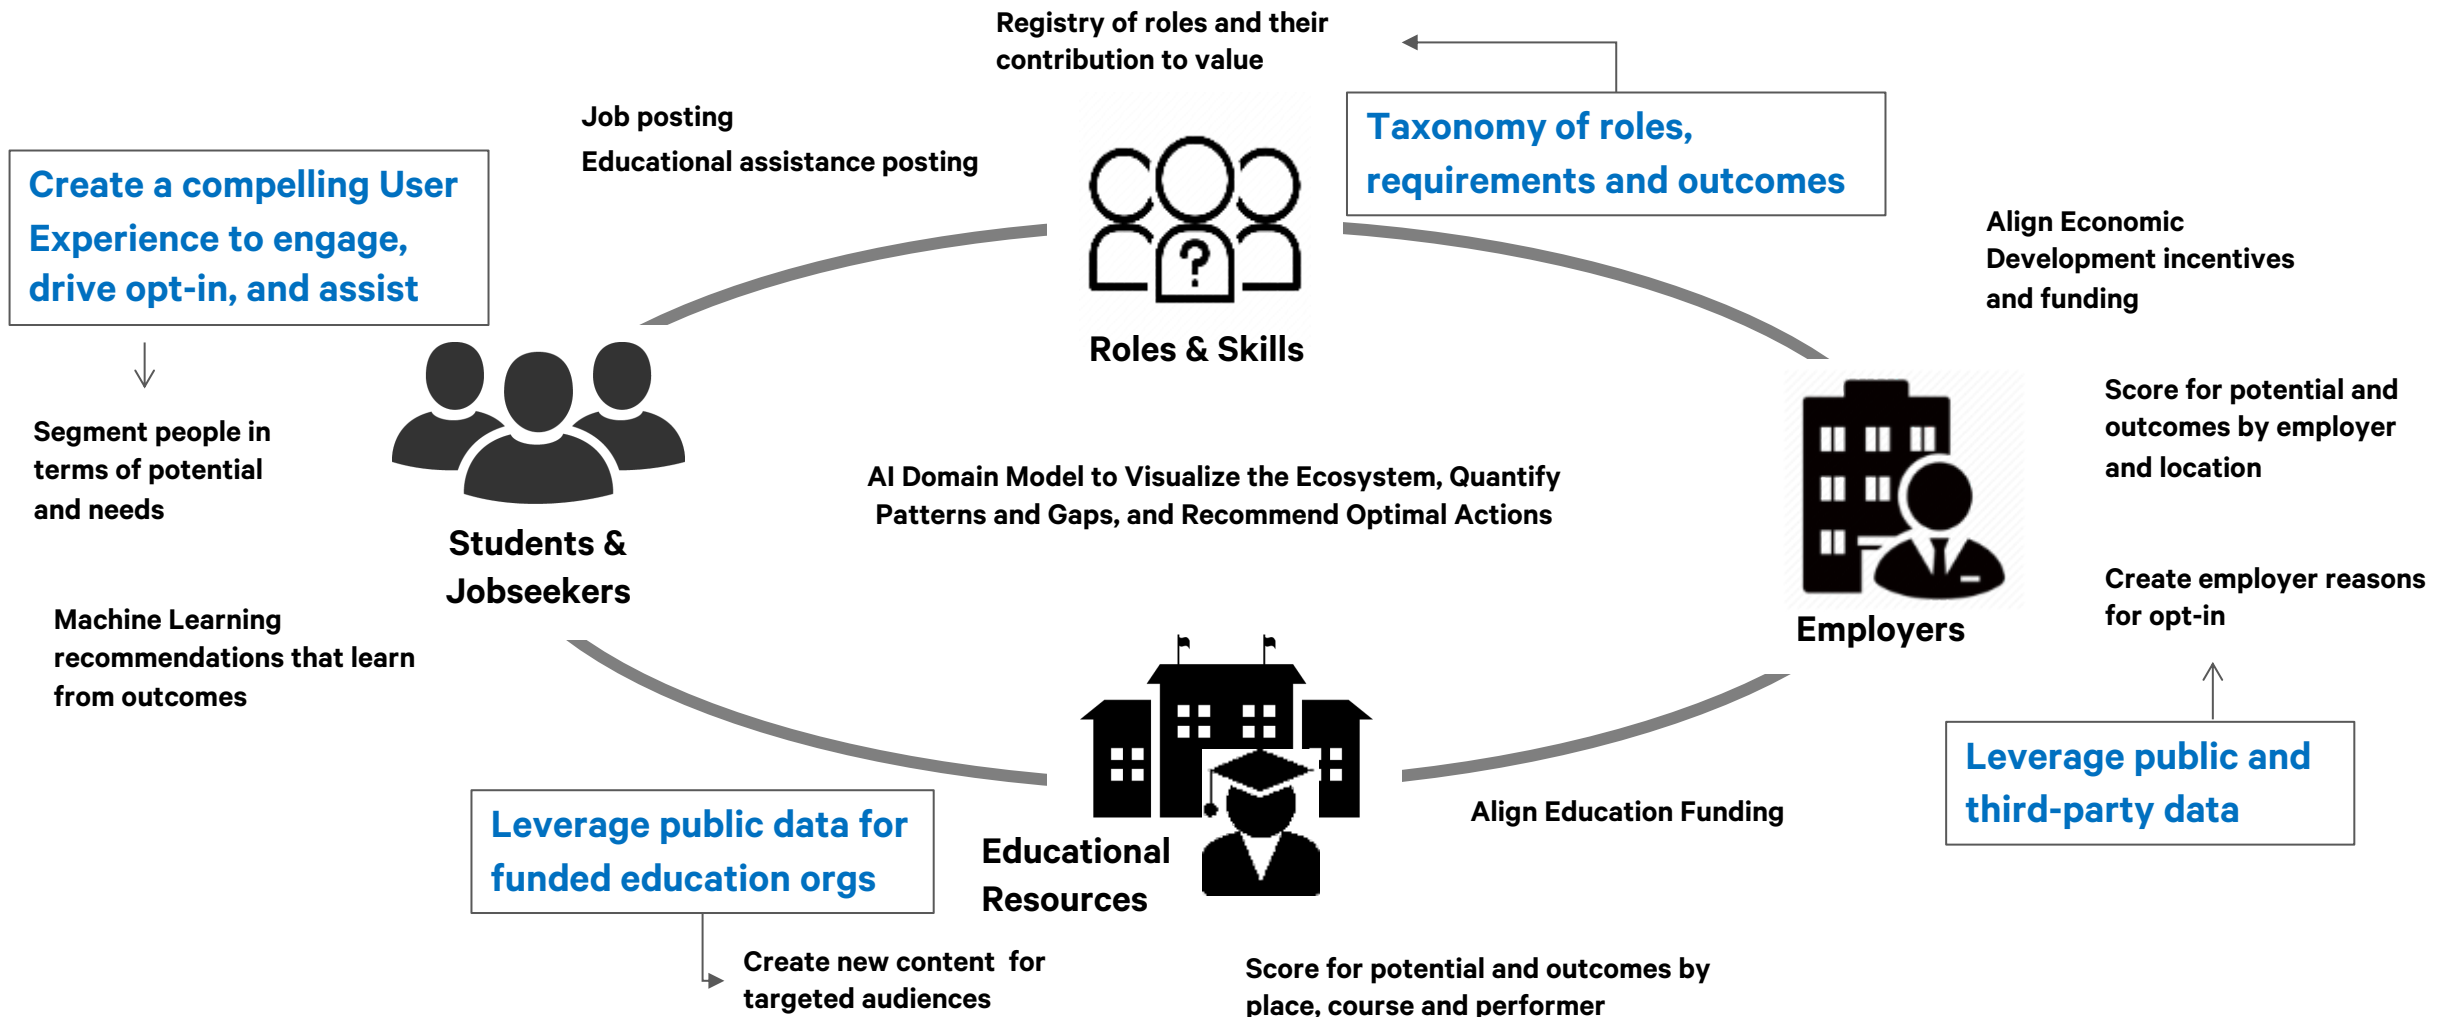 Registry of roles and their
contribution to value
Job posting
Educational assistance posting
Taxonomy of roles,
requirements and outcomes
Create a compelling User
Experience to engage,
drive opt-in, and assist
Align Economic
Development incentives
and funding
?
Roles & Skills
Score for potential and
outcomes by employer
and location
Segment people in
terms of potential
and needs
AI Domain Model to Visualize the Ecosystem, Quantify
Patterns and Gaps, and Recommend Optimal Actions
Students &
Jobseekers
Create employer reasons
for opt-in
Employers
Machine Learning
recommendations that learn
from outcomes
Leverage public and
third-party data
Align Education Funding
Leverage public data for
funded education orgs
Educational
Resources
Create new content for
targeted audiences
Score for potential and outcomes by
place, course and performer